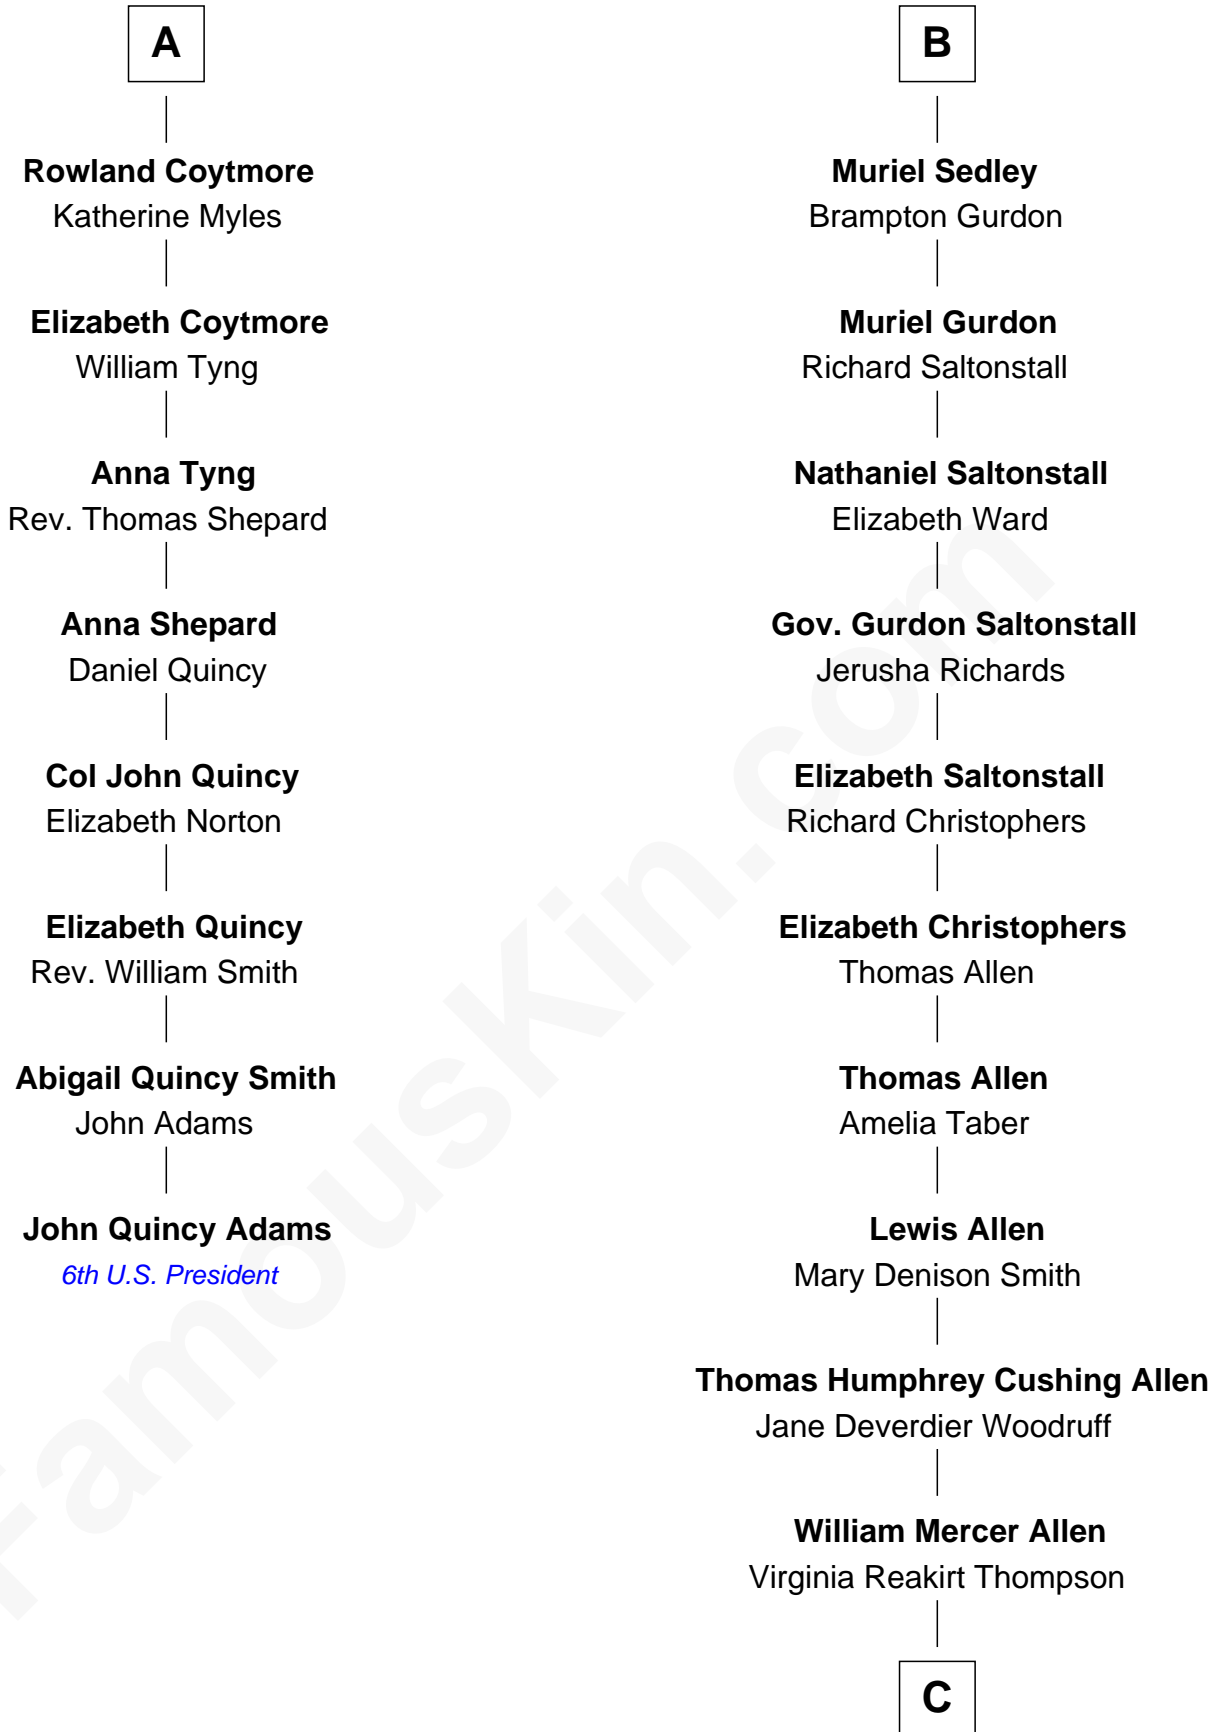 A
Rowland Coytmore
Katherine Myles
Elizabeth Coytmore
William Tyng
Anna Tyng
Rev. Thomas Shepard
Anna Shepard
Daniel Quincy
Col John Quincy
Elizabeth Norton
Elizabeth Quincy
Rev. William Smith
Abigail Quincy Smith
John Adams
John Quincy Adams
6th U.S. President
B
Muriel Sedley
Brampton Gurdon
Muriel Gurdon
Richard Saltonstall
Nathaniel Saltonstall
Elizabeth Ward
Gov. Gurdon Saltonstall
Jerusha Richards
Elizabeth Saltonstall
Richard Christophers
Elizabeth Christophers
Thomas Allen
Thomas Allen
Amelia Taber
Lewis Allen
Mary Denison Smith
Thomas Humphrey Cushing Allen
Jane Deverdier Woodruff
William Mercer Allen
Virginia Reakirt Thompson
C
FamousKin.com